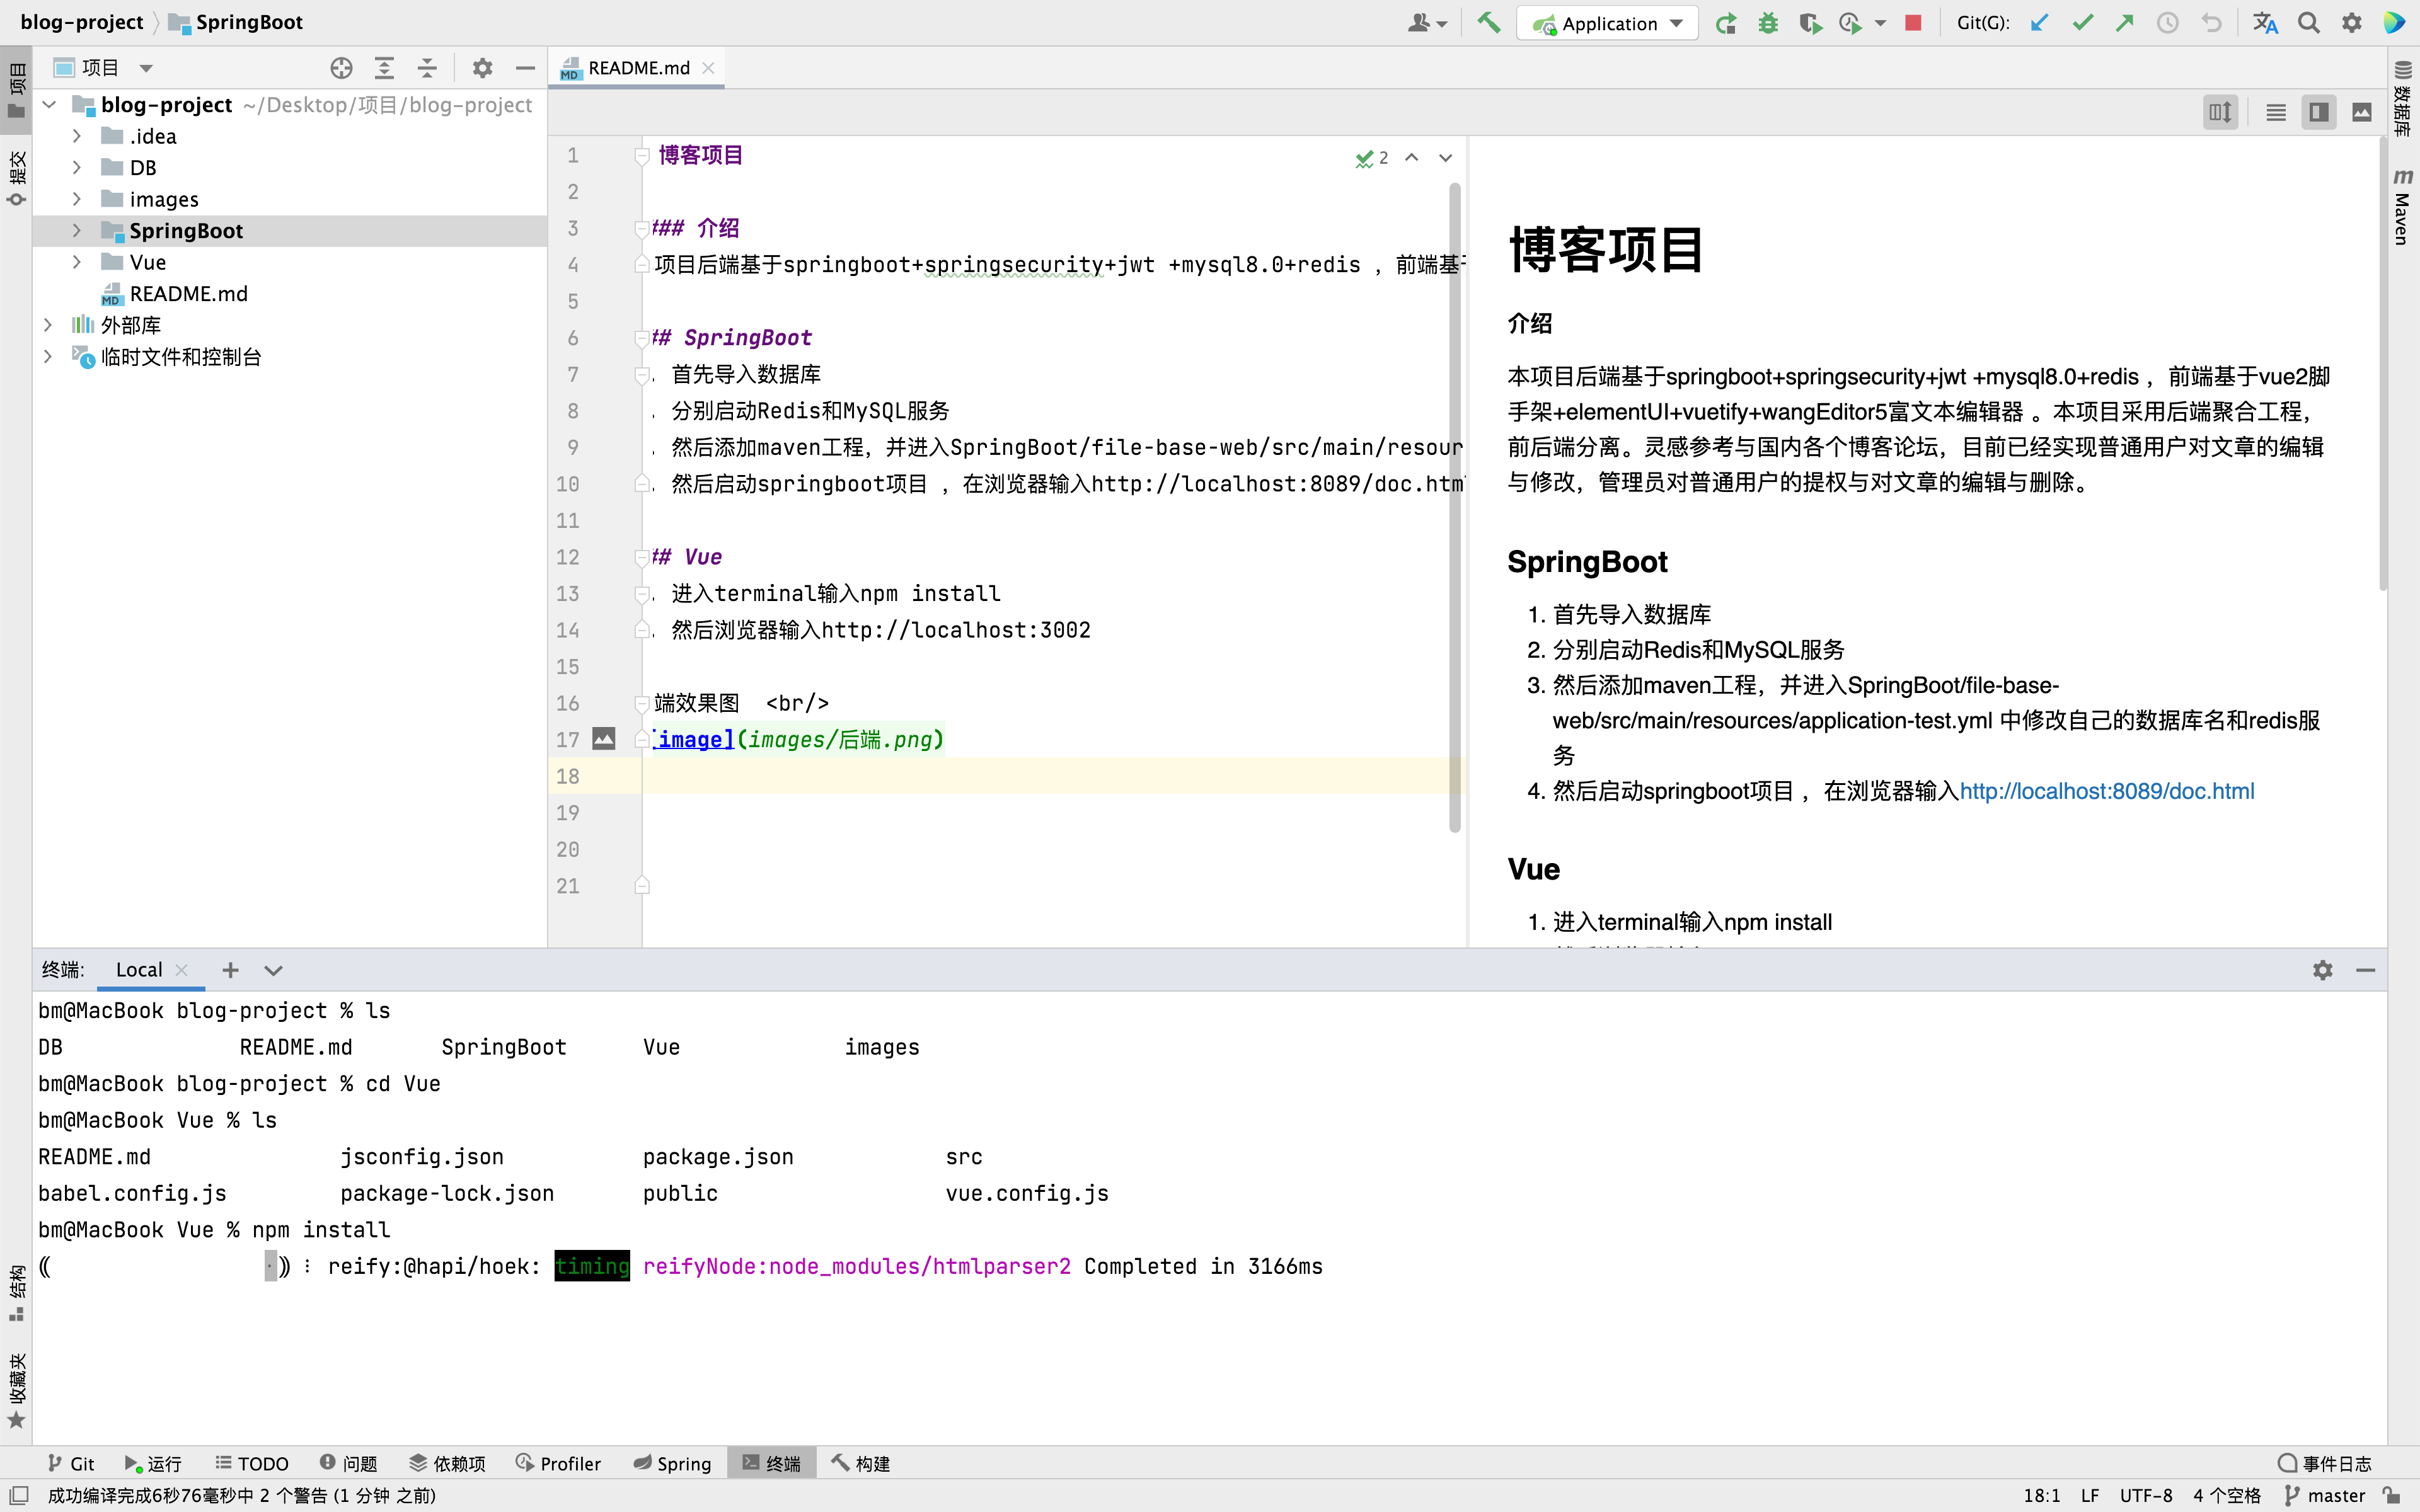 blog-project SpringBoot Application Git(G):
项目
README.md
项目
提交
结构
收藏夹
数据库
Maven
blog-project ~/Desktop/项目/blog-project
.idea
DB
images
SpringBoot
Vue
README.md
外部库
临时文件和控制台
1 博客项目
2
3 ### 介绍
4 项目后端基于springboot+springsecurity+jwt +mysql8.0+redis ，前端基于
5
6 ## SpringBoot
7 . 首先导入数据库
8 . 分别启动Redis和MySQL服务
9 . 然后添加maven工程，并进入SpringBoot/file-base-web/src/main/resour
10 . 然后启动springboot项目 ，在浏览器输入http://localhost:8089/doc.html
11
12 ## Vue
13 . 进入terminal输入npm install
14 . 然后浏览器输入http://localhost:3002
15
16 端效果图  <br/>
17 [image](images/后端.png)
18
19
20
21
2
博客项目
介绍
本项目后端基于springboot+springsecurity+jwt +mysql8.0+redis ，前端基于vue2脚
手架+elementUI+vuetify+wangEditor5富文本编辑器 。本项目采用后端聚合工程，
前后端分离。灵感参考与国内各个博客论坛，目前已经实现普通用户对文章的编辑
与修改，管理员对普通用户的提权与对文章的编辑与删除。
SpringBoot
1. 首先导入数据库
2. 分别启动Redis和MySQL服务
3. 然后添加maven工程，并进入SpringBoot/file-base-
web/src/main/resources/application-test.yml 中修改自己的数据库名和redis服
务
4. 然后启动springboot项目 ，在浏览器输入http://localhost:8089/doc.html
Vue
1. 进入terminal输入npm install
终端: Local
bm@MacBook blog-project % ls
DB README.md SpringBoot Vue images
bm@MacBook blog-project % cd Vue
bm@MacBook Vue % ls
README.md jsconfig.json package.json src
babel.config.js package-lock.json public vue.config.js
bm@MacBook Vue % npm install
⸨ ·⸩ ⠸ reify:@hapi/hoek: timing reifyNode:node_modules/htmlparser2 Completed in 3166ms
Git 运行 TODO 问题 依赖项 Profiler Spring 终端 构建 事件日志
成功编译完成6秒76毫秒中 2 个警告 (1 分钟 之前) 18:1 LF UTF-8 4 个空格 master